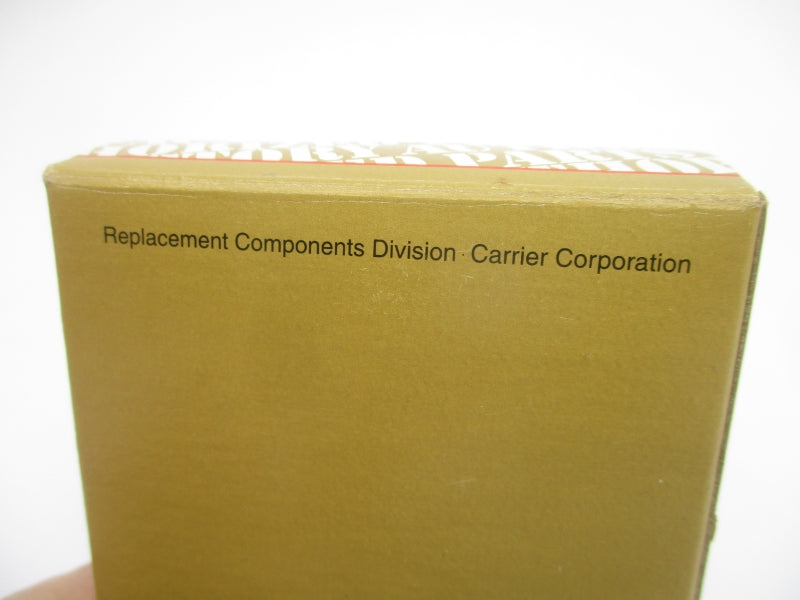 Replacement Components Division · Carrier Corporation